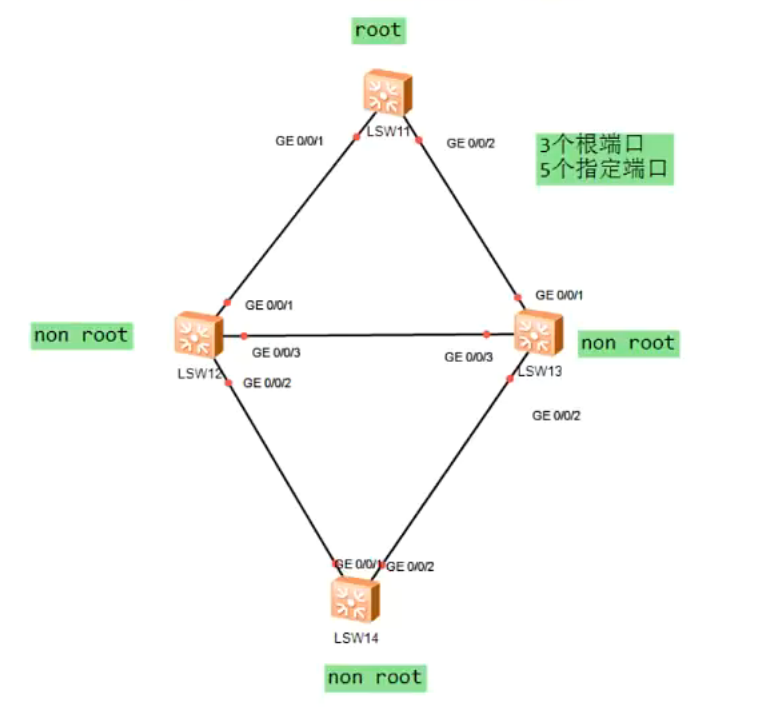 root
LSW11
GE 0/0/1
GE 0/0/2
3个根端口
5个指定端口
GE 0/0/1
GE 0/0/1
non root
GE 0/0/3
GE 0/0/3
non root
LSW12
GE 0/0/2
LSW13
GE 0/0/2
GE 0/0/1
GE 0/0/2
LSW14
non root